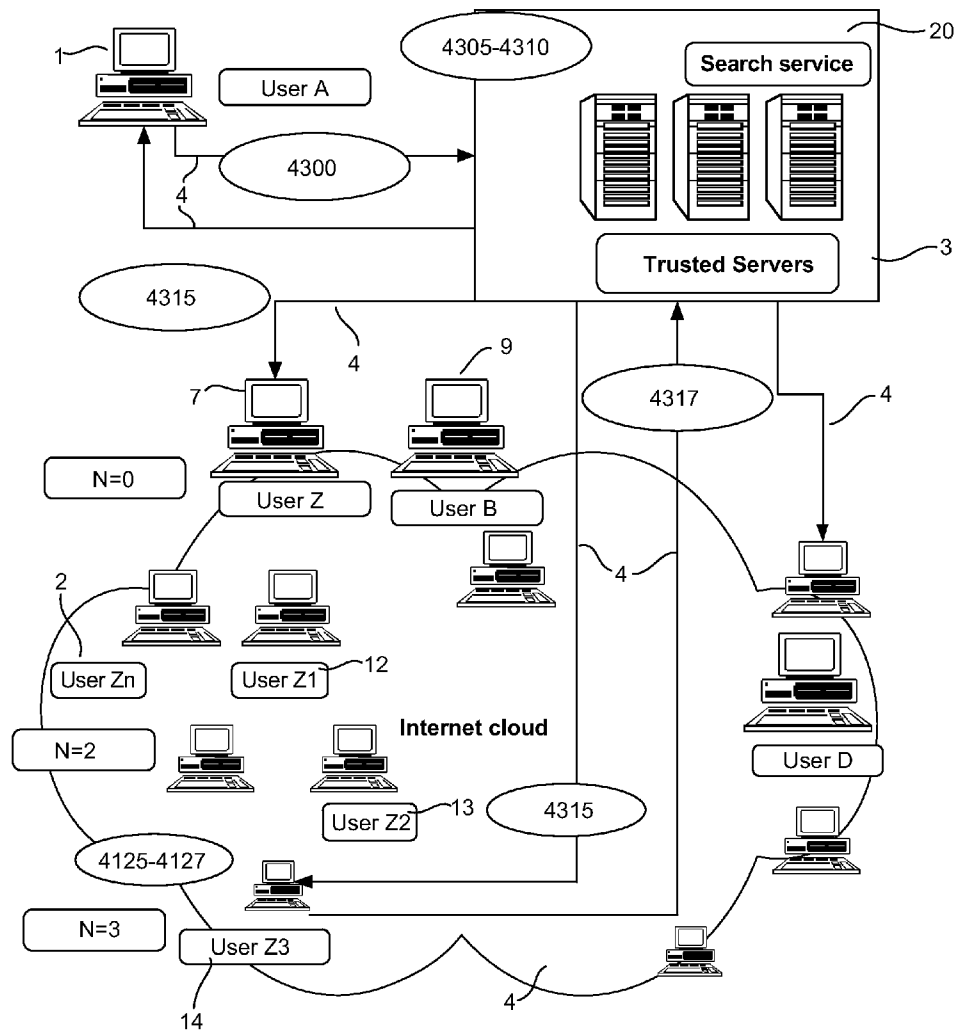 1
User A
4305-4310
20
Search service
4300
4
4
Trusted Servers
3
4315
4
7
9
4317
4
N=0
User Z
User B
4
2
User Zn
User Z1
12
Internet cloud
N=2
User D
User Z2
13
4315
4125-4127
N=3
User Z3
14
4